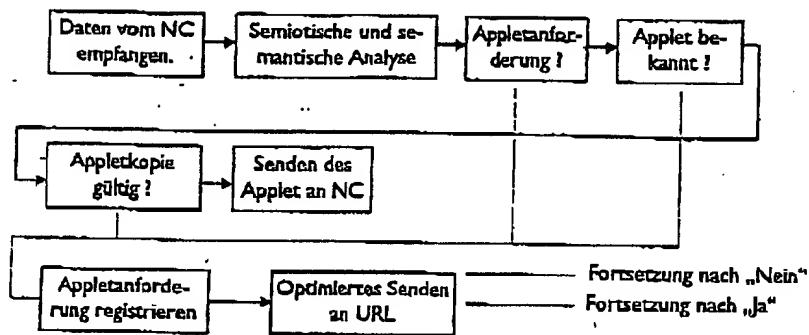 Daten vom NC
empfangen.
Semiotische und se-
mantische Analyse
Appletanfor-
derung ?
Applet be-
kannt ?
Appletkopie
gültig ?
Senden des
Applet an NC
Appletanforde-
rung registrieren
Optimiertes Senden
an URL
Fortsetzung nach „Nein“
Fortsetzung nach „Ja“